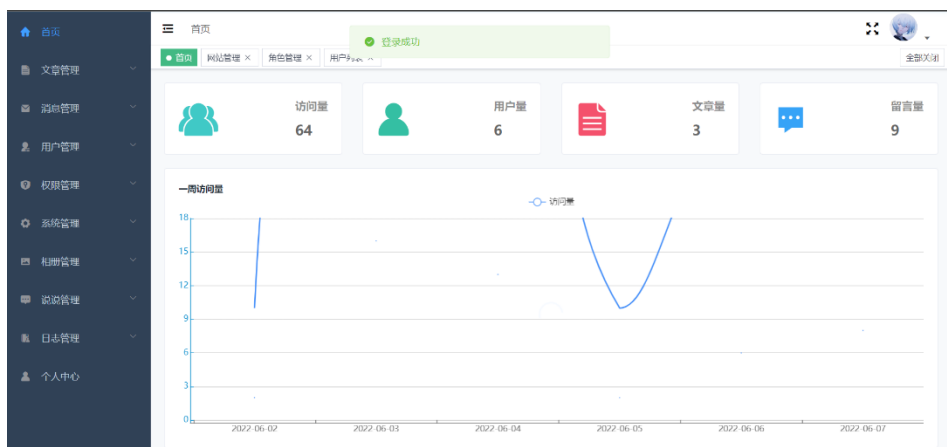 首页
文章管理
消息管理
用户管理
权限管理
系统管理
相册管理
说说管理
日志管理
个人中心
首页
登录成功
首页 网站管理 × 角色管理 × 用户列表 ×
全部关闭
访问量
64
用户量
6
文章量
3
留言量
9
一周访问量
访问量
18
15
12
9
6
3
0
2022-06-02 2022-06-03 2022-06-04 2022-06-05 2022-06-06 2022-06-07